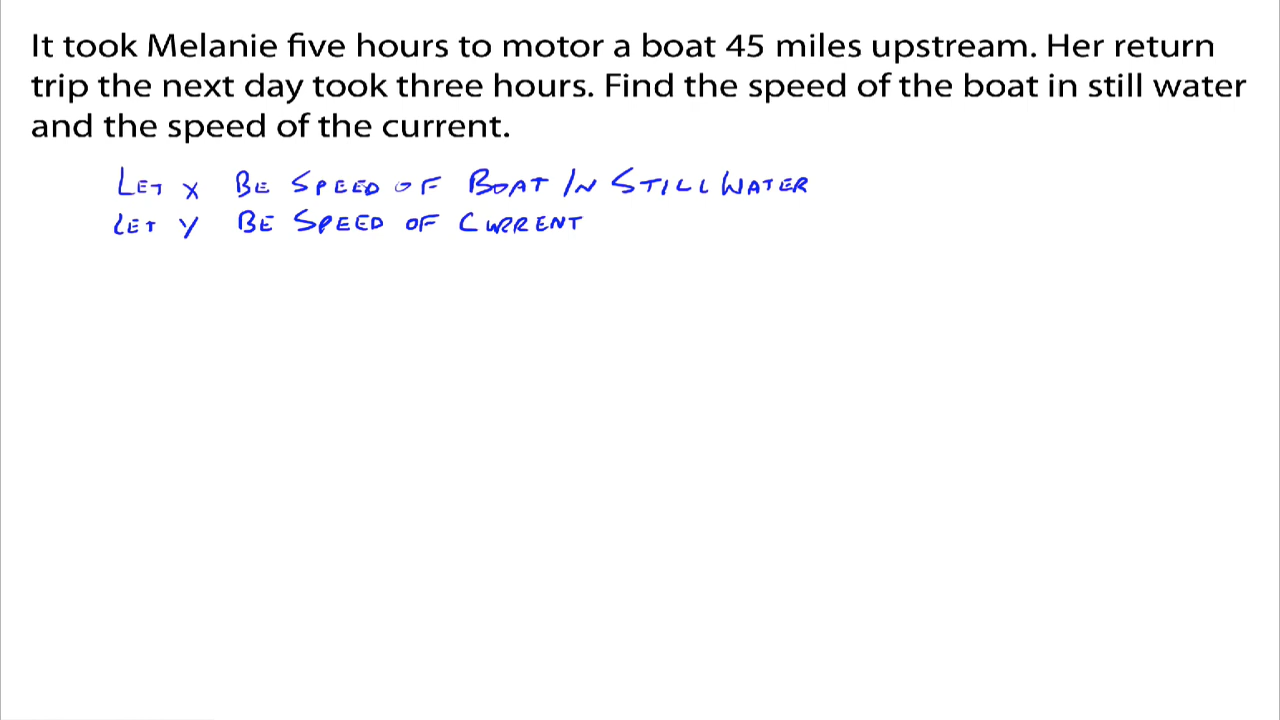 It took Melanie five hours to motor a boat 45 miles upstream. Her return
trip the next day took three hours. Find the speed of the boat in still water
and the speed of the current.
LET X BE SPEED OF BOAT IN STILL WATER
LET Y BE SPEED OF CURRENT